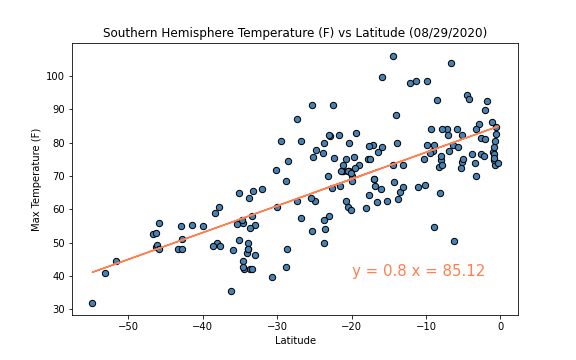 Southern Hemisphere Temperature (F) vs Latitude (08/29/2020)
Max Temperature (F)
100
90
80
70
60
50
40
30
y = 0.8 x = 85.12
−50 −40 −30 −20 −10 0
Latitude